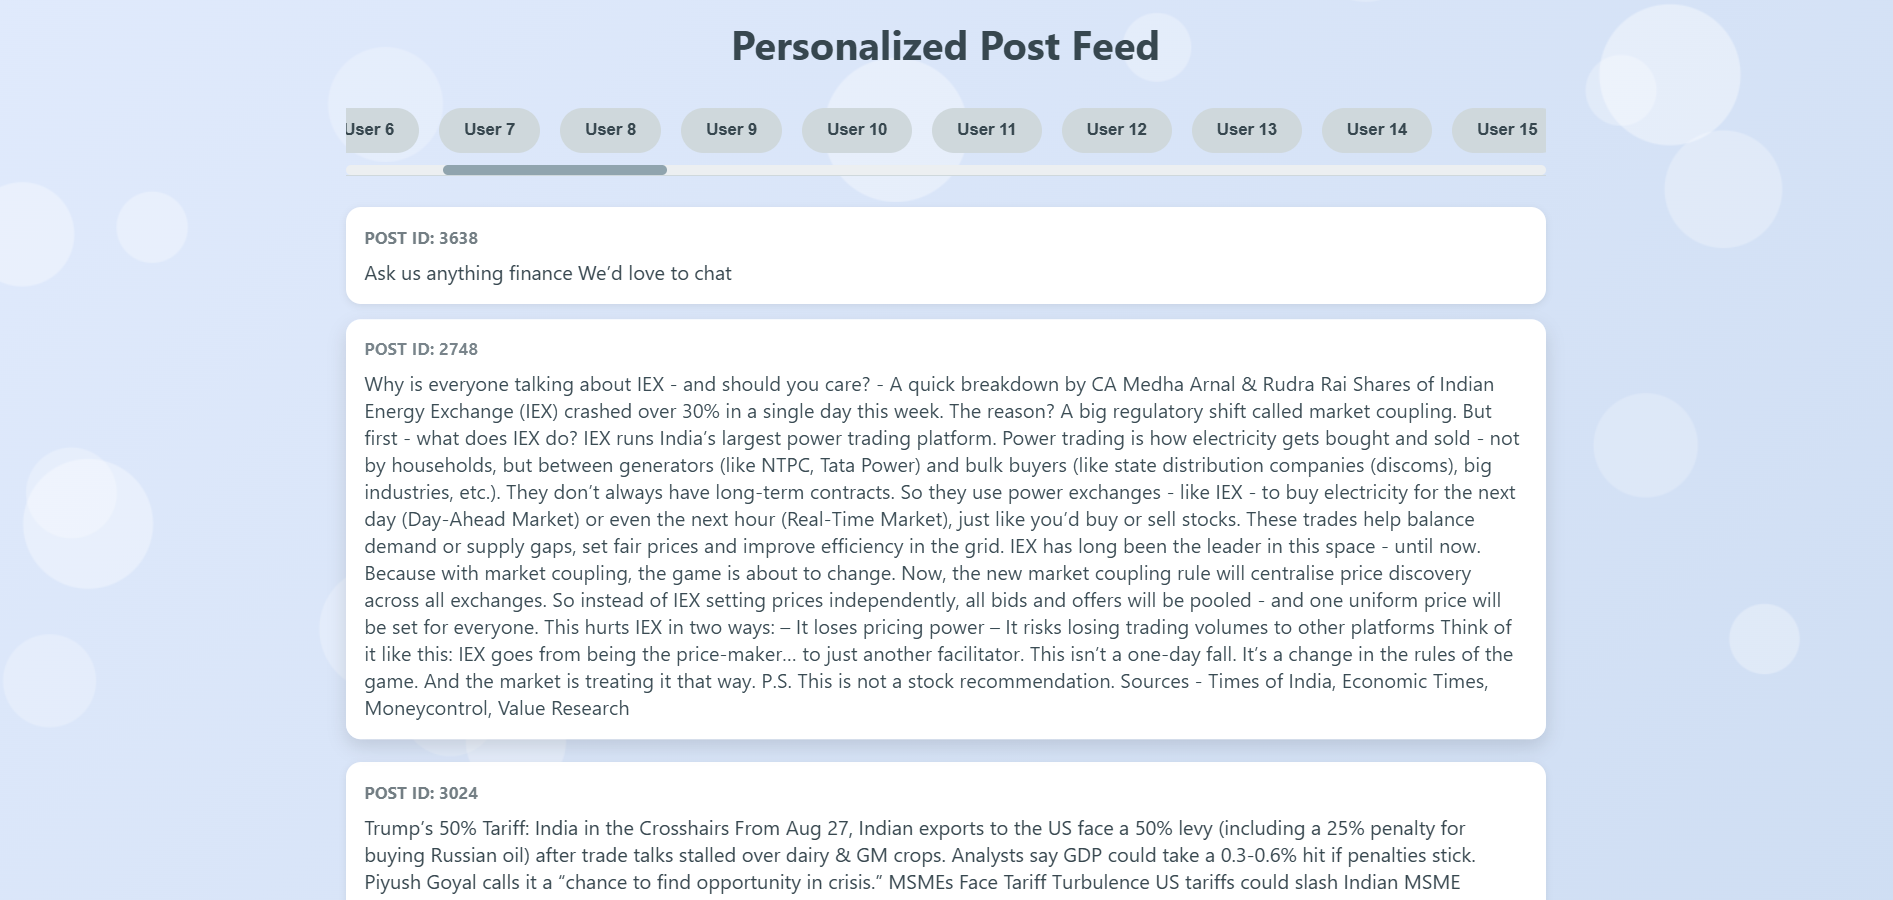 Personalized Post Feed
User 6 User 7 User 8 User 9 User 10 User 11 User 12 User 13 User 14 User 15
POST ID: 3638
Ask us anything finance We’d love to chat
POST ID: 2748
Why is everyone talking about IEX - and should you care? - A quick breakdown by CA Medha Arnal & Rudra Rai Shares of Indian
Energy Exchange (IEX) crashed over 30% in a single day this week. The reason? A big regulatory shift called market coupling. But
first - what does IEX do? IEX runs India’s largest power trading platform. Power trading is how electricity gets bought and sold - not
by households, but between generators (like NTPC, Tata Power) and bulk buyers (like state distribution companies (discoms), big
industries, etc.). They don’t always have long-term contracts. So they use power exchanges - like IEX - to buy electricity for the next
day (Day-Ahead Market) or even the next hour (Real-Time Market), just like you’d buy or sell stocks. These trades help balance
demand or supply gaps, set fair prices and improve efficiency in the grid. IEX has long been the leader in this space - until now.
Because with market coupling, the game is about to change. Now, the new market coupling rule will centralise price discovery
across all exchanges. So instead of IEX setting prices independently, all bids and offers will be pooled - and one uniform price will
be set for everyone. This hurts IEX in two ways: – It loses pricing power – It risks losing trading volumes to other platforms Think of
it like this: IEX goes from being the price-maker… to just another facilitator. This isn’t a one-day fall. It’s a change in the rules of the
game. And the market is treating it that way. P.S. This is not a stock recommendation. Sources - Times of India, Economic Times,
Moneycontrol, Value Research
POST ID: 3024
Trump’s 50% Tariff: India in the Crosshairs From Aug 27, Indian exports to the US face a 50% levy (including a 25% penalty for
buying Russian oil) after trade talks stalled over dairy & GM crops. Analysts say GDP could take a 0.3-0.6% hit if penalties stick.
Piyush Goyal calls it a “chance to find opportunity in crisis.” MSMEs Face Tariff Turbulence US tariffs could slash Indian MSME